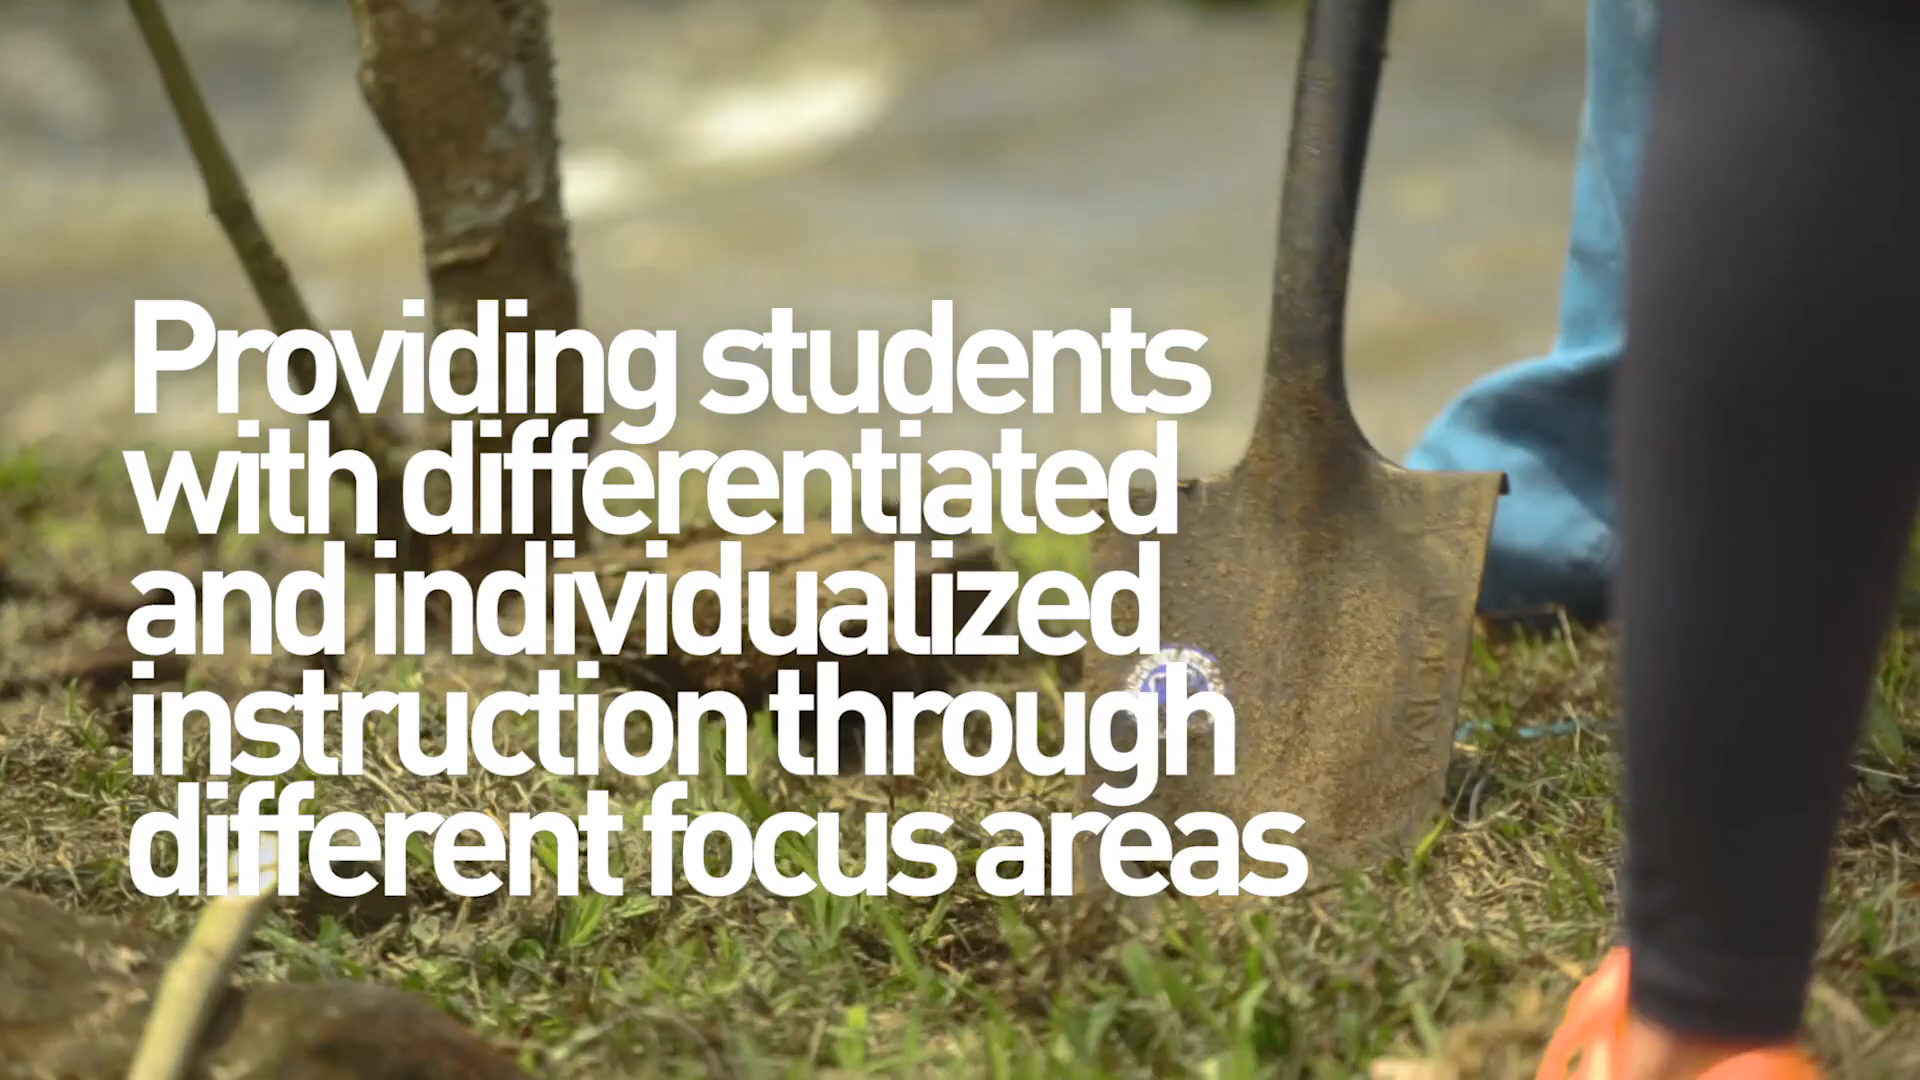 Providing students
with differentiated
and individualized
instruction through
different focus areas